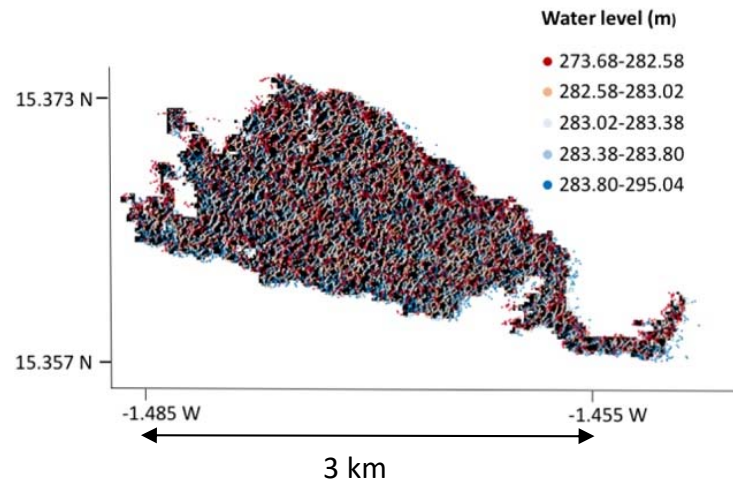 Water level (m)
273.68-282.58
282.58-283.02
283.02-283.38
283.38-283.80
283.80-295.04
15.373 N
15.357 N
-1.485 W
-1.455 W
3 km